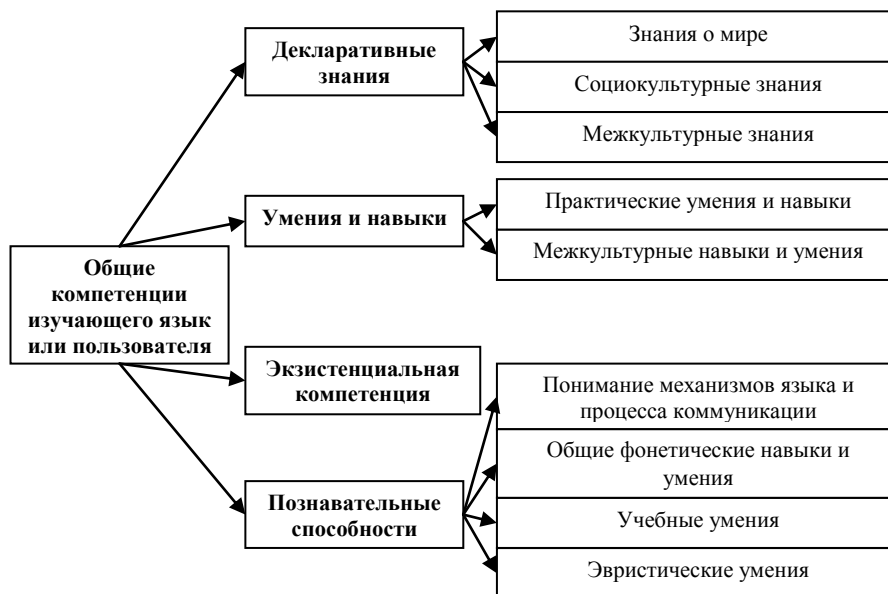 Общие
компетенции
изучающего язык
или пользователя
Декларативные
знания
Знания о мире
Социокультурные знания
Межкультурные знания
Умения и навыки
Практические умения и навыки
Межкультурные навыки и умения
Экзистенциальная
компетенция
Познавательные
способности
Понимание механизмов языка и
процесса коммуникации
Общие фонетические навыки и
умения
Учебные умения
Эвристические умения